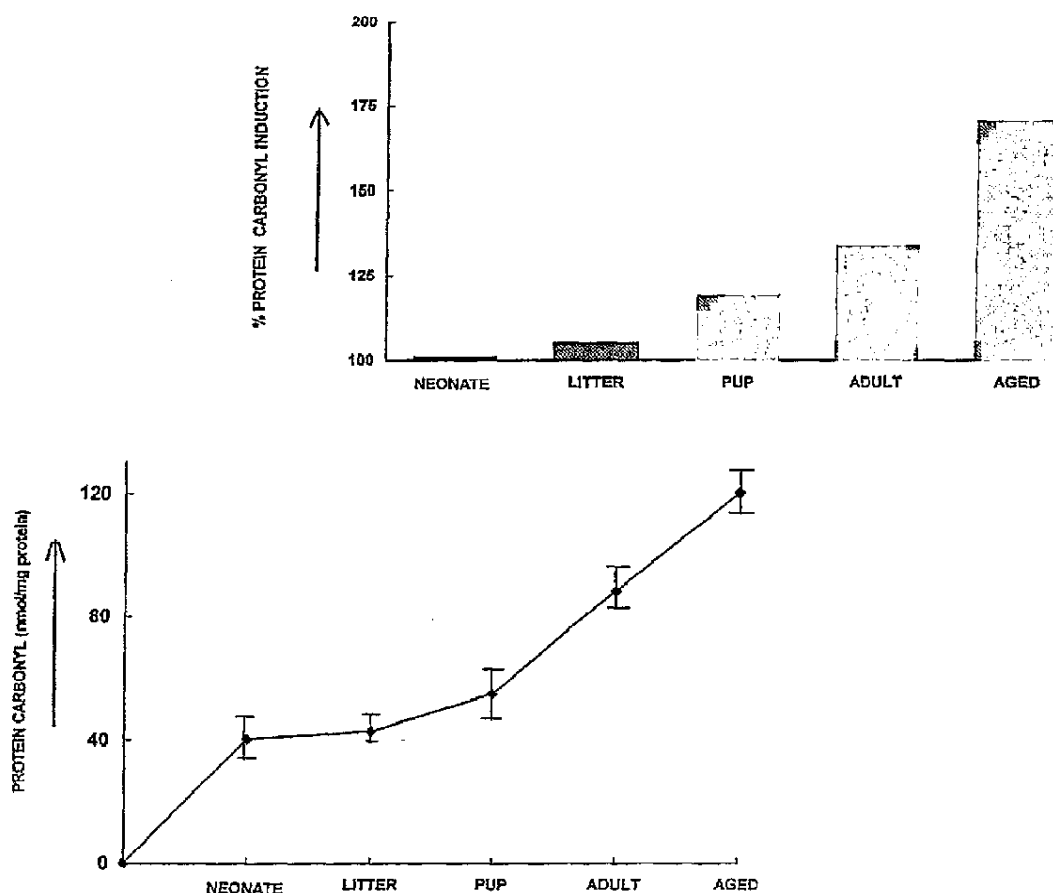 % PROTEIN CARBONYL INDUCTION
200
175
150
125
100
NEONATE LITTER PUP ADULT AGED
PROTEIN CARBONYL (nmol/mg protein)
120
80
40
0
NEONATE LITTER PUP ADULT AGED